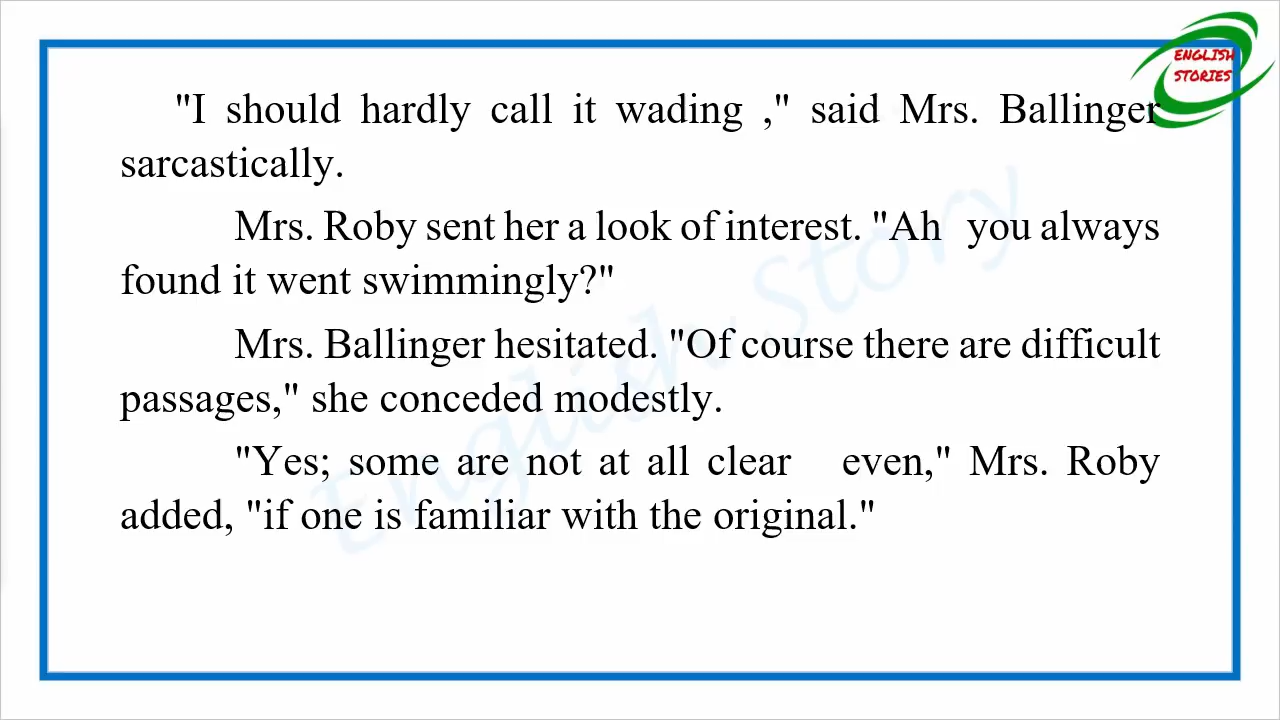 ENGLISH
STORIES
"I should hardly call it wading ," said Mrs. Ballinger
sarcastically.
Mrs. Roby sent her a look of interest. "Ah  you always
found it went swimmingly?"
Mrs. Ballinger hesitated. "Of course there are difficult
passages," she conceded modestly.
"Yes; some are not at all clear  even," Mrs. Roby
added, "if one is familiar with the original."
English Story